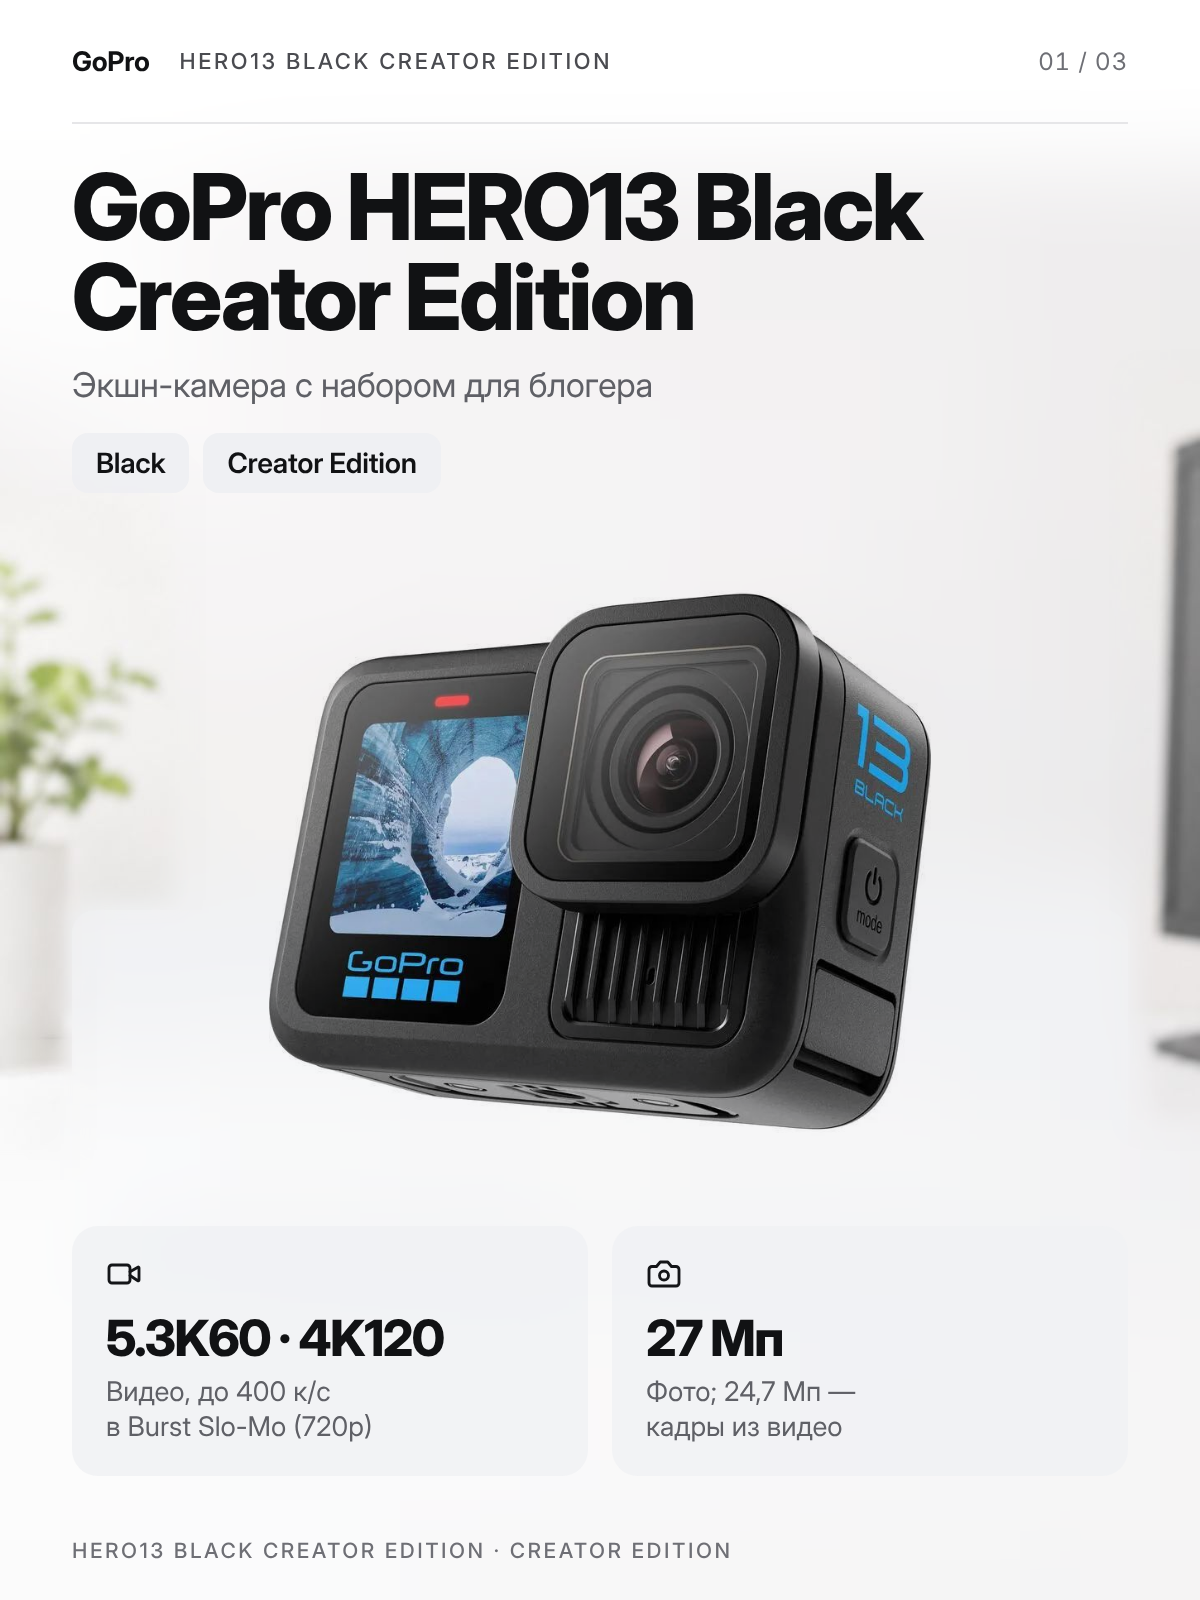 GoPro HERO13 BLACK CREATOR EDITION 01 / 03
GoPro HERO13 Black
Creator Edition
Экшн-камера с набором для блогера
Black Creator Edition
13
BLACK
mode
GoPro
5.3K60 · 4K120
Видео, до 400 к/с
в Burst Slo-Mo (720p)
27 Мп
Фото; 24,7 Мп —
кадры из видео
HERO13 BLACK CREATOR EDITION · CREATOR EDITION